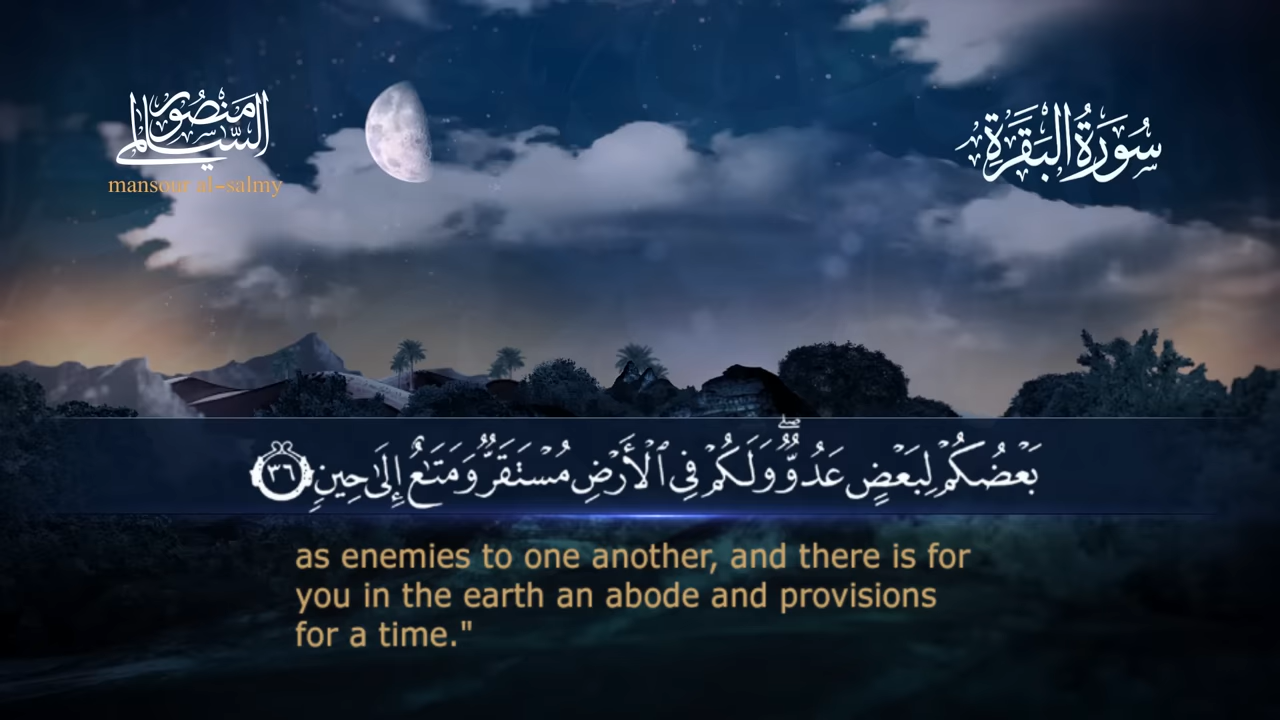 منصور السالمي
mansour al-salmy
سُورَةُ البَقَرَةِ
بَعْضُكُمْ لِبَعْضٍ عَدُوٌّ ۖ وَلَكُمْ فِي ٱلْأَرْضِ مُسْتَقَرٌّ وَمَتَٰعٌ إِلَىٰ حِينٍ ٣٦
as enemies to one another, and there is for
you in the earth an abode and provisions
for a time."